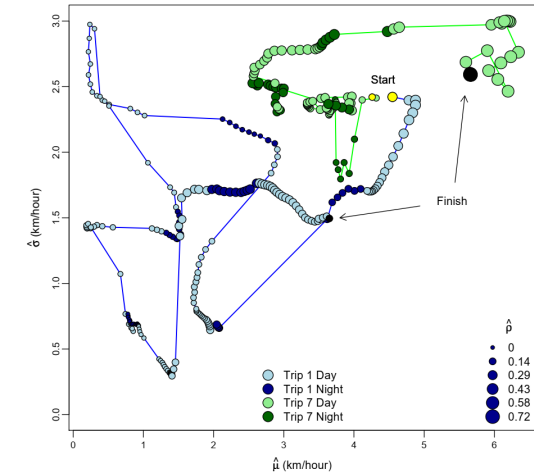 3.0
2.5
2.0
1.5
1.0
0.5
0.0
σ̂ (km/hour)
Start
Finish
ρ̂
Trip 1 Day
Trip 1 Night
Trip 7 Day
Trip 7 Night
0
0.14
0.29
0.43
0.58
0.72
0 1 2 3 4 5 6
μ̂ (km/hour)